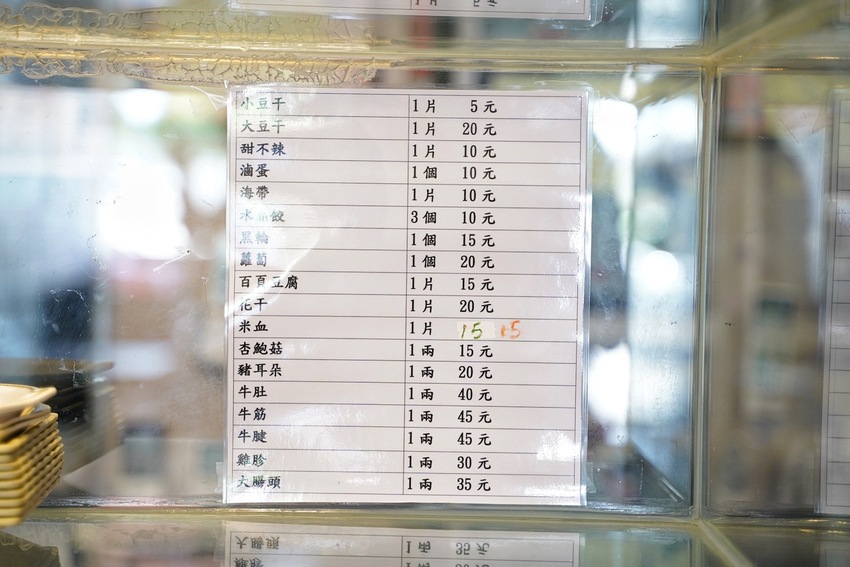 小豆干 1片 5元
大豆干 1片 20元
甜不辣 1片 10元
滷蛋 1個 10元
海帶 1片 10元
水晶餃 3個 10元
黑輪 1個 15元
蘿蔔 1個 20元
百頁豆腐 1片 15元
花干 1片 20元
米血 1片 15 15
杏鮑菇 1兩 15元
豬耳朵 1兩 20元
牛肚 1兩 40元
牛筋 1兩 45元
牛腱 1兩 45元
雞胗 1兩 30元
大腸頭 1兩 35元